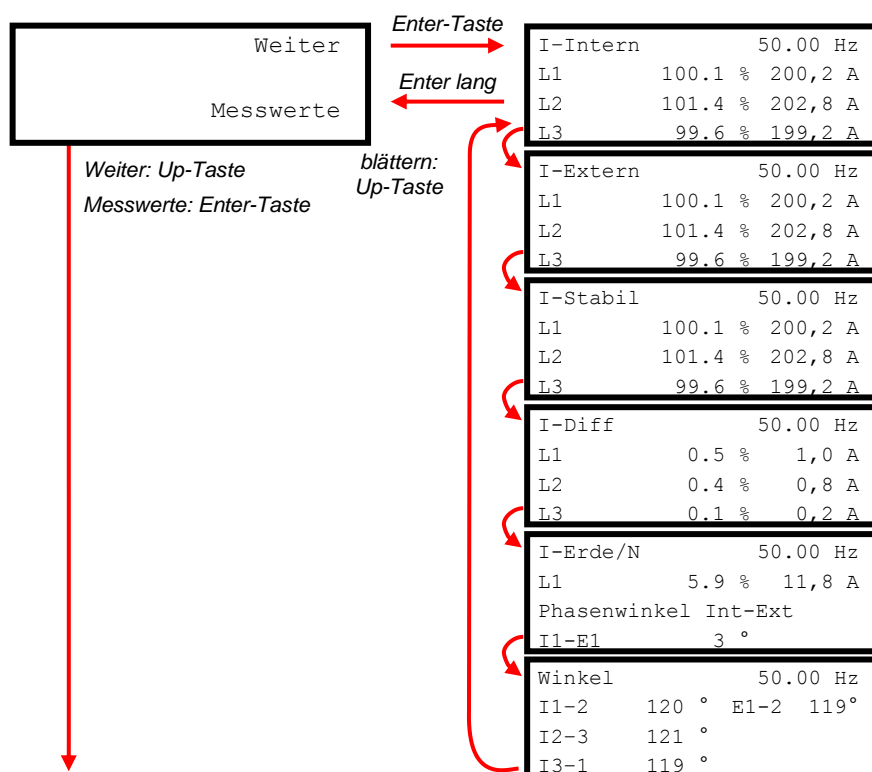 Weiter
Messwerte
Enter-Taste
Enter lang
Weiter: Up-Taste
Messwerte: Enter-Taste
blättern:
Up-Taste
I-Intern 50.00 Hz
L1 100.1 % 200,2 A
L2 101.4 % 202,8 A
L3 99.6 % 199,2 A
I-Extern 50.00 Hz
L1 100.1 % 200,2 A
L2 101.4 % 202,8 A
L3 99.6 % 199,2 A
I-Stabil 50.00 Hz
L1 100.1 % 200,2 A
L2 101.4 % 202,8 A
L3 99.6 % 199,2 A
I-Diff 50.00 Hz
L1 0.5 % 1,0 A
L2 0.4 % 0,8 A
L3 0.1 % 0,2 A
I-Erde/N 50.00 Hz
L1 5.9 % 11,8 A
Phasenwinkel Int-Ext
I1-E1 3 °
Winkel 50.00 Hz
I1-2 120 ° E1-2 119°
I2-3 121 °
I3-1 119 °